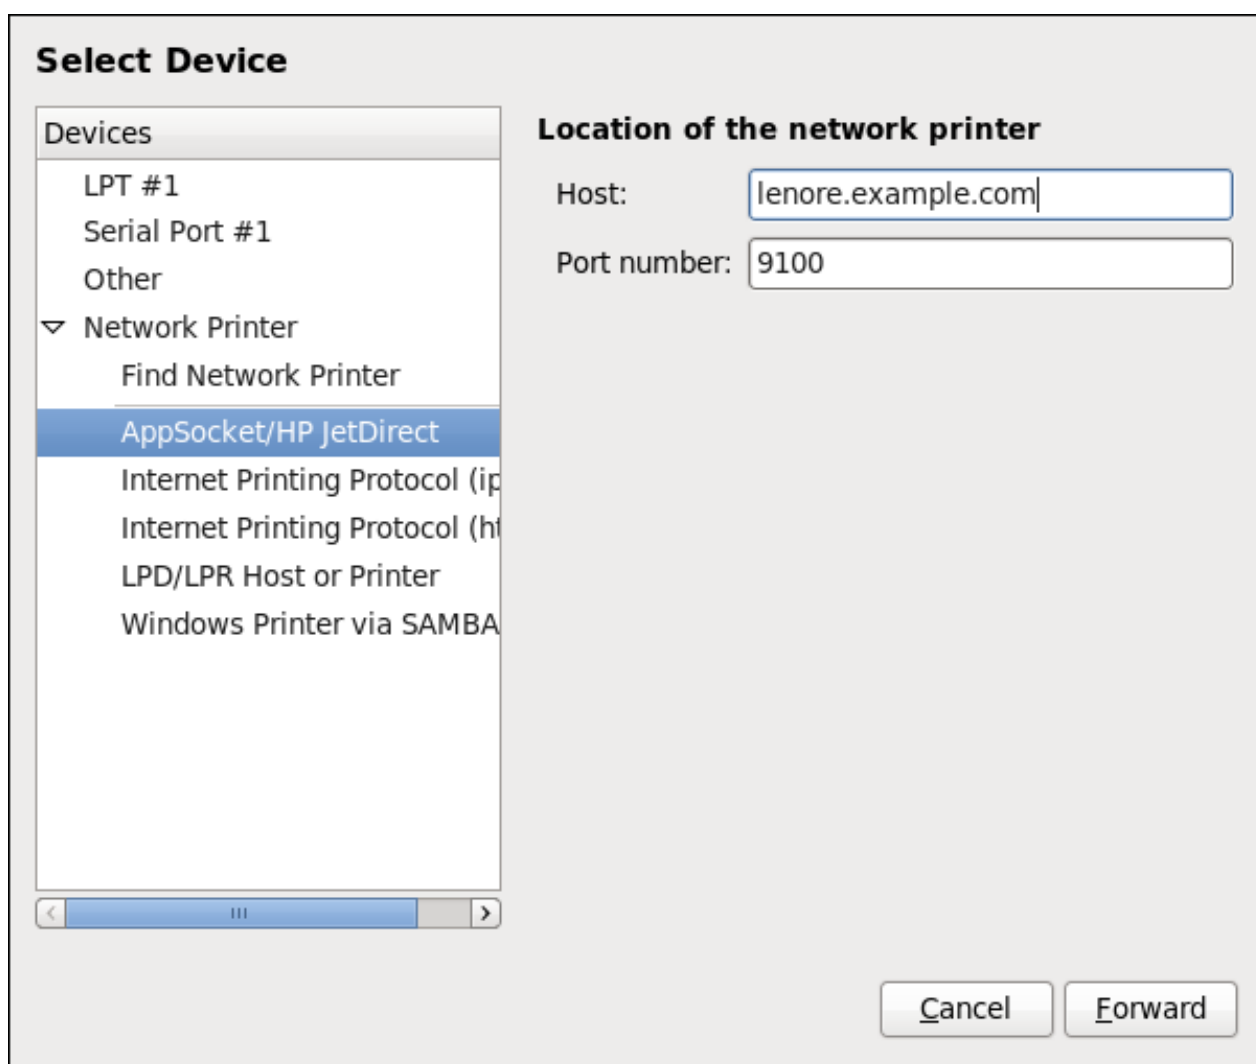 Select Device
Devices
LPT #1
Serial Port #1
Other
Network Printer
Find Network Printer
AppSocket/HP JetDirect
Internet Printing Protocol (ip
Internet Printing Protocol (ht
LPD/LPR Host or Printer
Windows Printer via SAMBA
Location of the network printer
Host: lenore.example.com
Port number: 9100
Cancel Forward